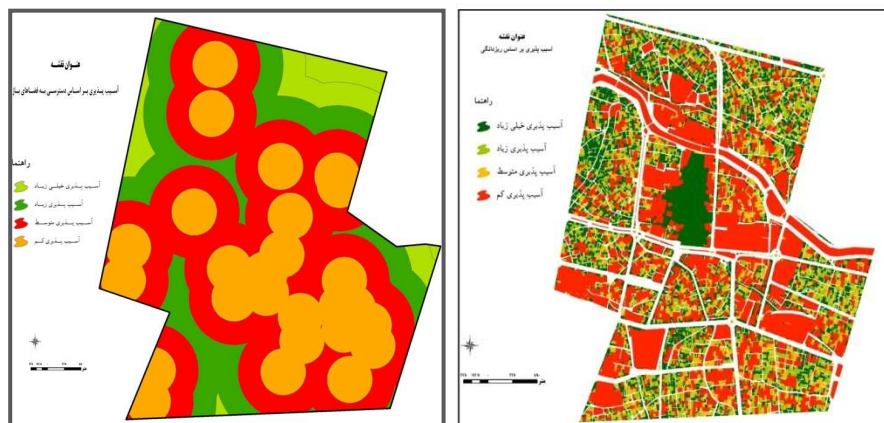 عنوان نقشه
آسیب پذیری بر اساس دسترسی به فضاهای باز
راهنما
آسیب پذیری خیلی زیاد
آسیب پذیری زیاد
آسیب پذیری متوسط
آسیب پذیری کم
متر
عنوان نقشه
آسیب پذیری بر اساس ریزدانگی
راهنما
آسیب پذیری خیلی زیاد
آسیب پذیری زیاد
آسیب پذیری متوسط
آسیب پذیری کم
متر